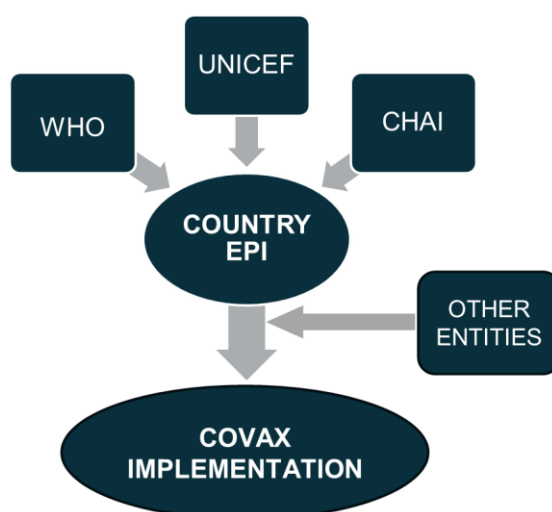 UNICEF
WHO
CHAI
COUNTRY
EPI
OTHER
ENTITIES
COVAX
IMPLEMENTATION